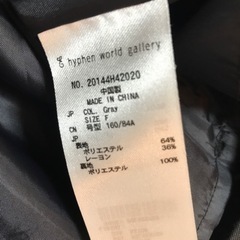 g hyphen world gallery
NO. 20144H42020
中国製
MADE IN CHINA
JP COL. Gray
JP SIZE F
CN 号型 160/84A
JP
表地
ポリエステル 64%
レーヨン 36%
裏地
ポリエステル 100%